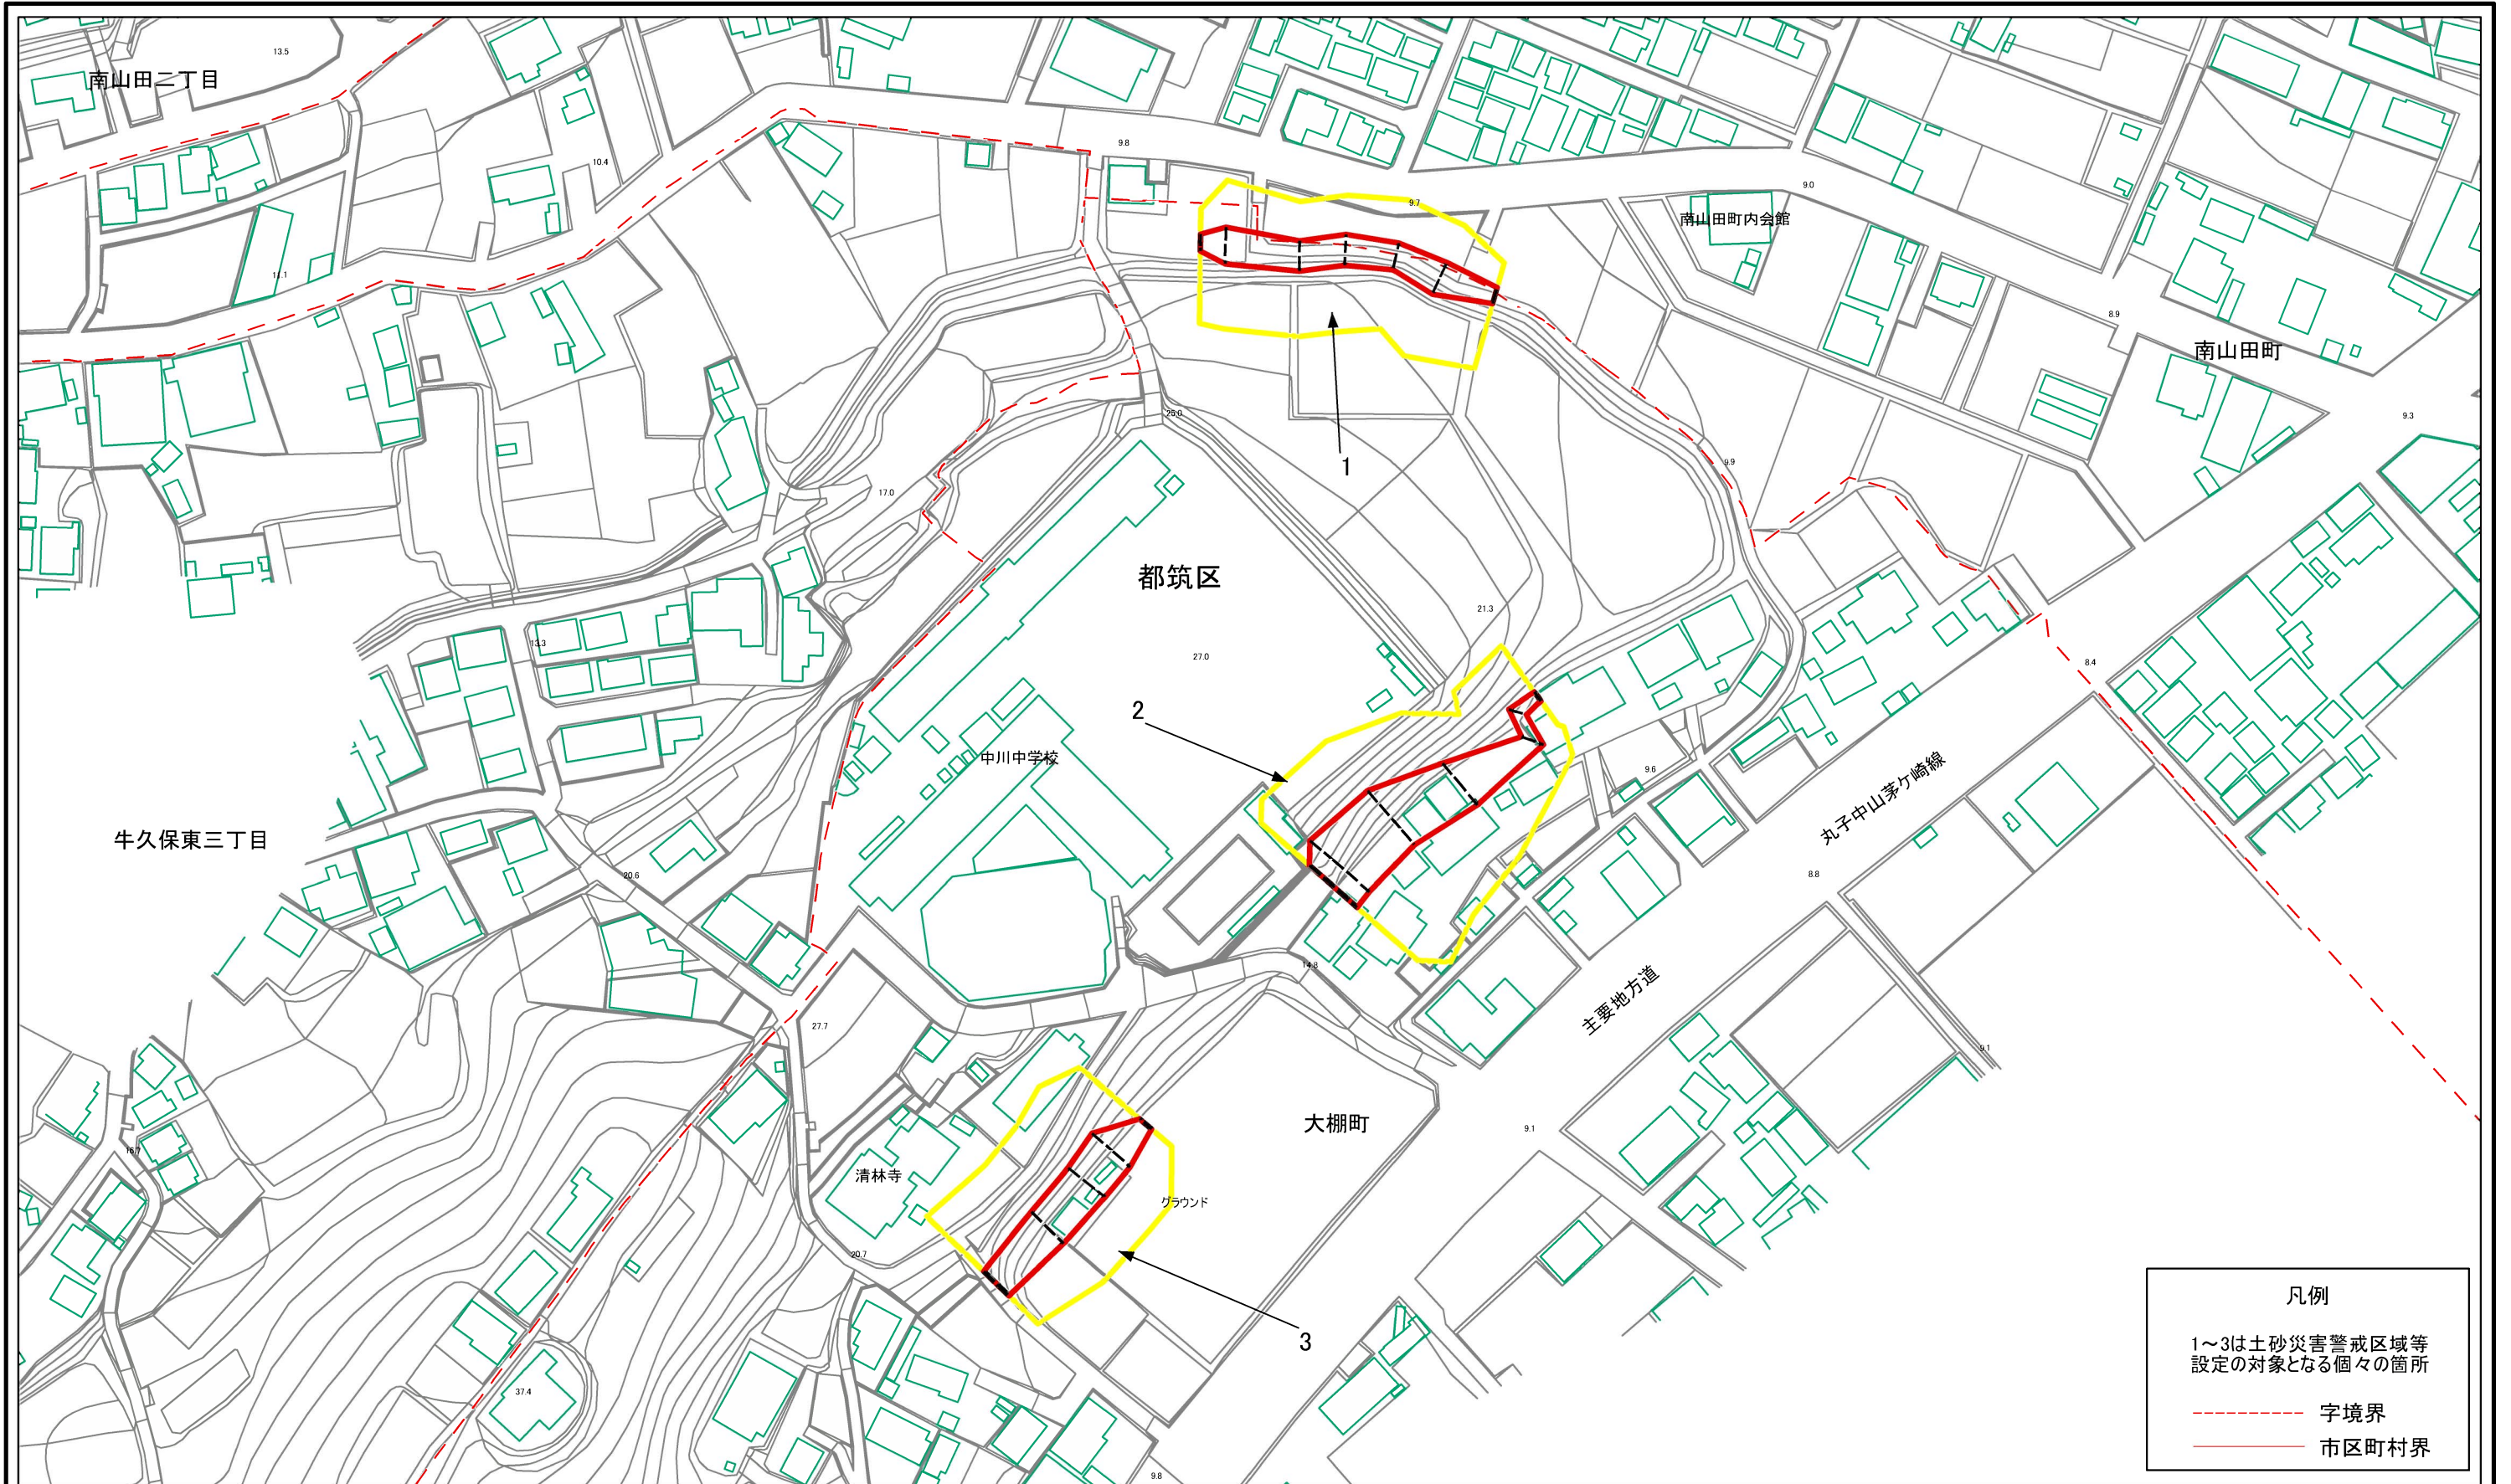 13.5
南山田二丁目
9.8
10.4
9.0
9.7
南山田町内会館
11.1
8.9
南山田町
25.0
9.3
1
9.9
17.0
都筑区
21.3
13.3
27.0
8.4
2
中川中学校
9.6
丸子中山茅ケ崎線
牛久保東三丁目
20.6
8.8
14.8
主要地方道
27.7
9.1
大棚町
9.1
16.7
清林寺
グラウンド
20.7
3
37.4
9.8
凡例
1～3は土砂災害警戒区域等
設定の対象となる個々の箇所
字境界
市区町村界